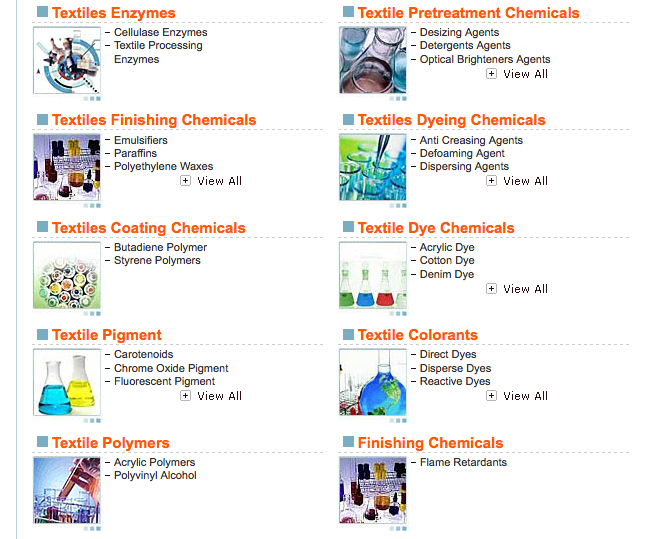 Textiles Enzymes
– Cellulase Enzymes
– Textile Processing
Enzymes
Textile Pretreatment Chemicals
– Desizing Agents
– Detergents Agents
– Optical Brighteners Agents
View All
Textiles Finishing Chemicals
– Emulsifiers
– Paraffins
– Polyethylene Waxes
View All
Textiles Dyeing Chemicals
– Anti Creasing Agents
– Defoaming Agent
– Dispersing Agents
View All
Textiles Coating Chemicals
– Butadiene Polymer
– Styrene Polymers
Textile Dye Chemicals
– Acrylic Dye
– Cotton Dye
– Denim Dye
View All
Textile Pigment
– Carotenoids
– Chrome Oxide Pigment
– Fluorescent Pigment
View All
Textile Colorants
– Direct Dyes
– Disperse Dyes
– Reactive Dyes
View All
Textile Polymers
– Acrylic Polymers
– Polyvinyl Alcohol
Finishing Chemicals
– Flame Retardants